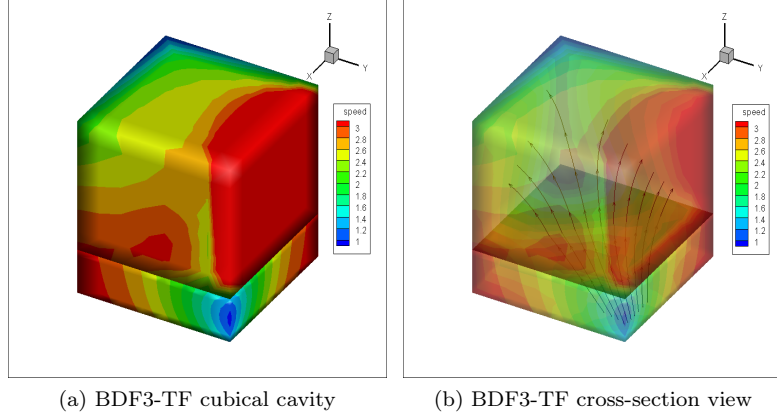 Z
X
Y
speed
3
2.8
2.6
2.4
2.2
2
1.8
1.6
1.4
1.2
1
(a) BDF3-TF cubical cavity
Z
X
Y
speed
3
2.8
2.6
2.4
2.2
2
1.8
1.6
1.4
1.2
1
(b) BDF3-TF cross-section view